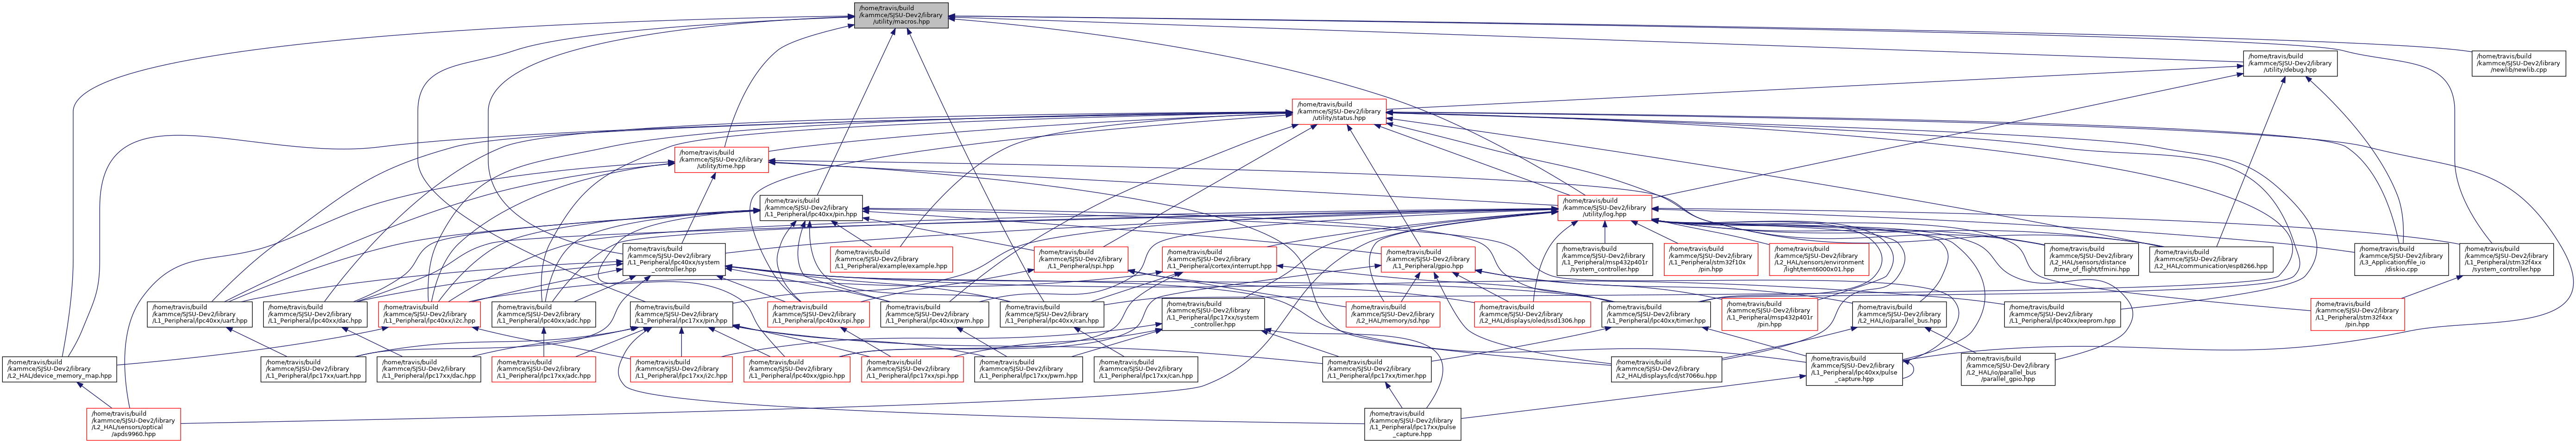 /home/travis/build
/kammce/SJSU-Dev2/library
/utility/macros.hpp
/home/travis/build
/kammce/SJSU-Dev2/library
/utility/debug.hpp
/home/travis/build
/kammce/SJSU-Dev2/library
/newlib/newlib.cpp
/home/travis/build
/kammce/SJSU-Dev2/library
/utility/status.hpp
/home/travis/build
/kammce/SJSU-Dev2/library
/utility/time.hpp
/home/travis/build
/kammce/SJSU-Dev2/library
/L1_Peripheral/lpc40xx/pin.hpp
/home/travis/build
/kammce/SJSU-Dev2/library
/utility/log.hpp
/home/travis/build
/kammce/SJSU-Dev2/library
/L1_Peripheral/lpc40xx/system
_controller.hpp
/home/travis/build
/kammce/SJSU-Dev2/library
/L1_Peripheral/example/example.hpp
/home/travis/build
/kammce/SJSU-Dev2/library
/L1_Peripheral/spi.hpp
/home/travis/build
/kammce/SJSU-Dev2/library
/L1_Peripheral/cortex/interrupt.hpp
/home/travis/build
/kammce/SJSU-Dev2/library
/L1_Peripheral/gpio.hpp
/home/travis/build
/kammce/SJSU-Dev2/library
/L1_Peripheral/msp432p401r
/system_controller.hpp
/home/travis/build
/kammce/SJSU-Dev2/library
/L1_Peripheral/stm32f10x
/pin.hpp
/home/travis/build
/kammce/SJSU-Dev2/library
/L2_HAL/sensors/environment
/light/temt6000x01.hpp
/home/travis/build
/kammce/SJSU-Dev2/library
/L2_HAL/sensors/distance
/time_of_flight/tfmini.hpp
/home/travis/build
/kammce/SJSU-Dev2/library
/L2_HAL/communication/esp8266.hpp
/home/travis/build
/kammce/SJSU-Dev2/library
/L3_Application/file_io
/diskio.cpp
/home/travis/build
/kammce/SJSU-Dev2/library
/L1_Peripheral/stm32f4xx
/system_controller.hpp
/home/travis/build
/kammce/SJSU-Dev2/library
/L1_Peripheral/lpc40xx/uart.hpp
/home/travis/build
/kammce/SJSU-Dev2/library
/L1_Peripheral/lpc40xx/dac.hpp
/home/travis/build
/kammce/SJSU-Dev2/library
/L1_Peripheral/lpc40xx/i2c.hpp
/home/travis/build
/kammce/SJSU-Dev2/library
/L1_Peripheral/lpc40xx/adc.hpp
/home/travis/build
/kammce/SJSU-Dev2/library
/L1_Peripheral/lpc17xx/pin.hpp
/home/travis/build
/kammce/SJSU-Dev2/library
/L1_Peripheral/lpc40xx/spi.hpp
/home/travis/build
/kammce/SJSU-Dev2/library
/L1_Peripheral/lpc40xx/pwm.hpp
/home/travis/build
/kammce/SJSU-Dev2/library
/L1_Peripheral/lpc40xx/can.hpp
/home/travis/build
/kammce/SJSU-Dev2/library
/L1_Peripheral/lpc17xx/system
_controller.hpp
/home/travis/build
/kammce/SJSU-Dev2/library
/L2_HAL/memory/sd.hpp
/home/travis/build
/kammce/SJSU-Dev2/library
/L2_HAL/displays/oled/ssd1306.hpp
/home/travis/build
/kammce/SJSU-Dev2/library
/L1_Peripheral/lpc40xx/timer.hpp
/home/travis/build
/kammce/SJSU-Dev2/library
/L1_Peripheral/msp432p401r
/pin.hpp
/home/travis/build
/kammce/SJSU-Dev2/library
/L2_HAL/io/parallel_bus.hpp
/home/travis/build
/kammce/SJSU-Dev2/library
/L1_Peripheral/lpc40xx/eeprom.hpp
/home/travis/build
/kammce/SJSU-Dev2/library
/L1_Peripheral/stm32f4xx
/pin.hpp
/home/travis/build
/kammce/SJSU-Dev2/library
/L2_HAL/device_memory_map.hpp
/home/travis/build
/kammce/SJSU-Dev2/library
/L1_Peripheral/lpc17xx/uart.hpp
/home/travis/build
/kammce/SJSU-Dev2/library
/L1_Peripheral/lpc17xx/dac.hpp
/home/travis/build
/kammce/SJSU-Dev2/library
/L1_Peripheral/lpc17xx/adc.hpp
/home/travis/build
/kammce/SJSU-Dev2/library
/L1_Peripheral/lpc17xx/i2c.hpp
/home/travis/build
/kammce/SJSU-Dev2/library
/L1_Peripheral/lpc40xx/gpio.hpp
/home/travis/build
/kammce/SJSU-Dev2/library
/L1_Peripheral/lpc17xx/spi.hpp
/home/travis/build
/kammce/SJSU-Dev2/library
/L1_Peripheral/lpc17xx/pwm.hpp
/home/travis/build
/kammce/SJSU-Dev2/library
/L1_Peripheral/lpc17xx/can.hpp
/home/travis/build
/kammce/SJSU-Dev2/library
/L1_Peripheral/lpc17xx/timer.hpp
/home/travis/build
/kammce/SJSU-Dev2/library
/L2_HAL/displays/lcd/st7066u.hpp
/home/travis/build
/kammce/SJSU-Dev2/library
/L1_Peripheral/lpc40xx/pulse
_capture.hpp
/home/travis/build
/kammce/SJSU-Dev2/library
/L2_HAL/io/parallel_bus
/parallel_gpio.hpp
/home/travis/build
/kammce/SJSU-Dev2/library
/L2_HAL/sensors/optical
/apds9960.hpp
/home/travis/build
/kammce/SJSU-Dev2/library
/L1_Peripheral/lpc17xx/pulse
_capture.hpp